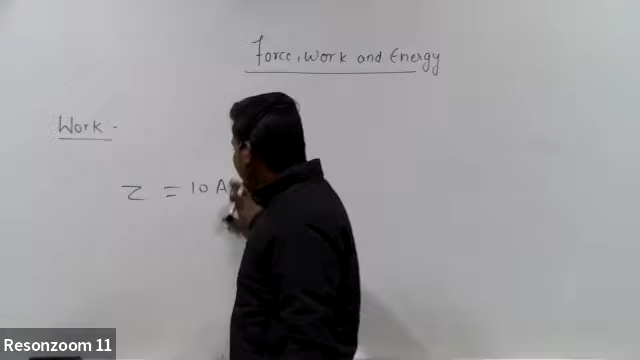 Force, Work and Energy
Work :-
Z = 10 A
Resonzoom 11